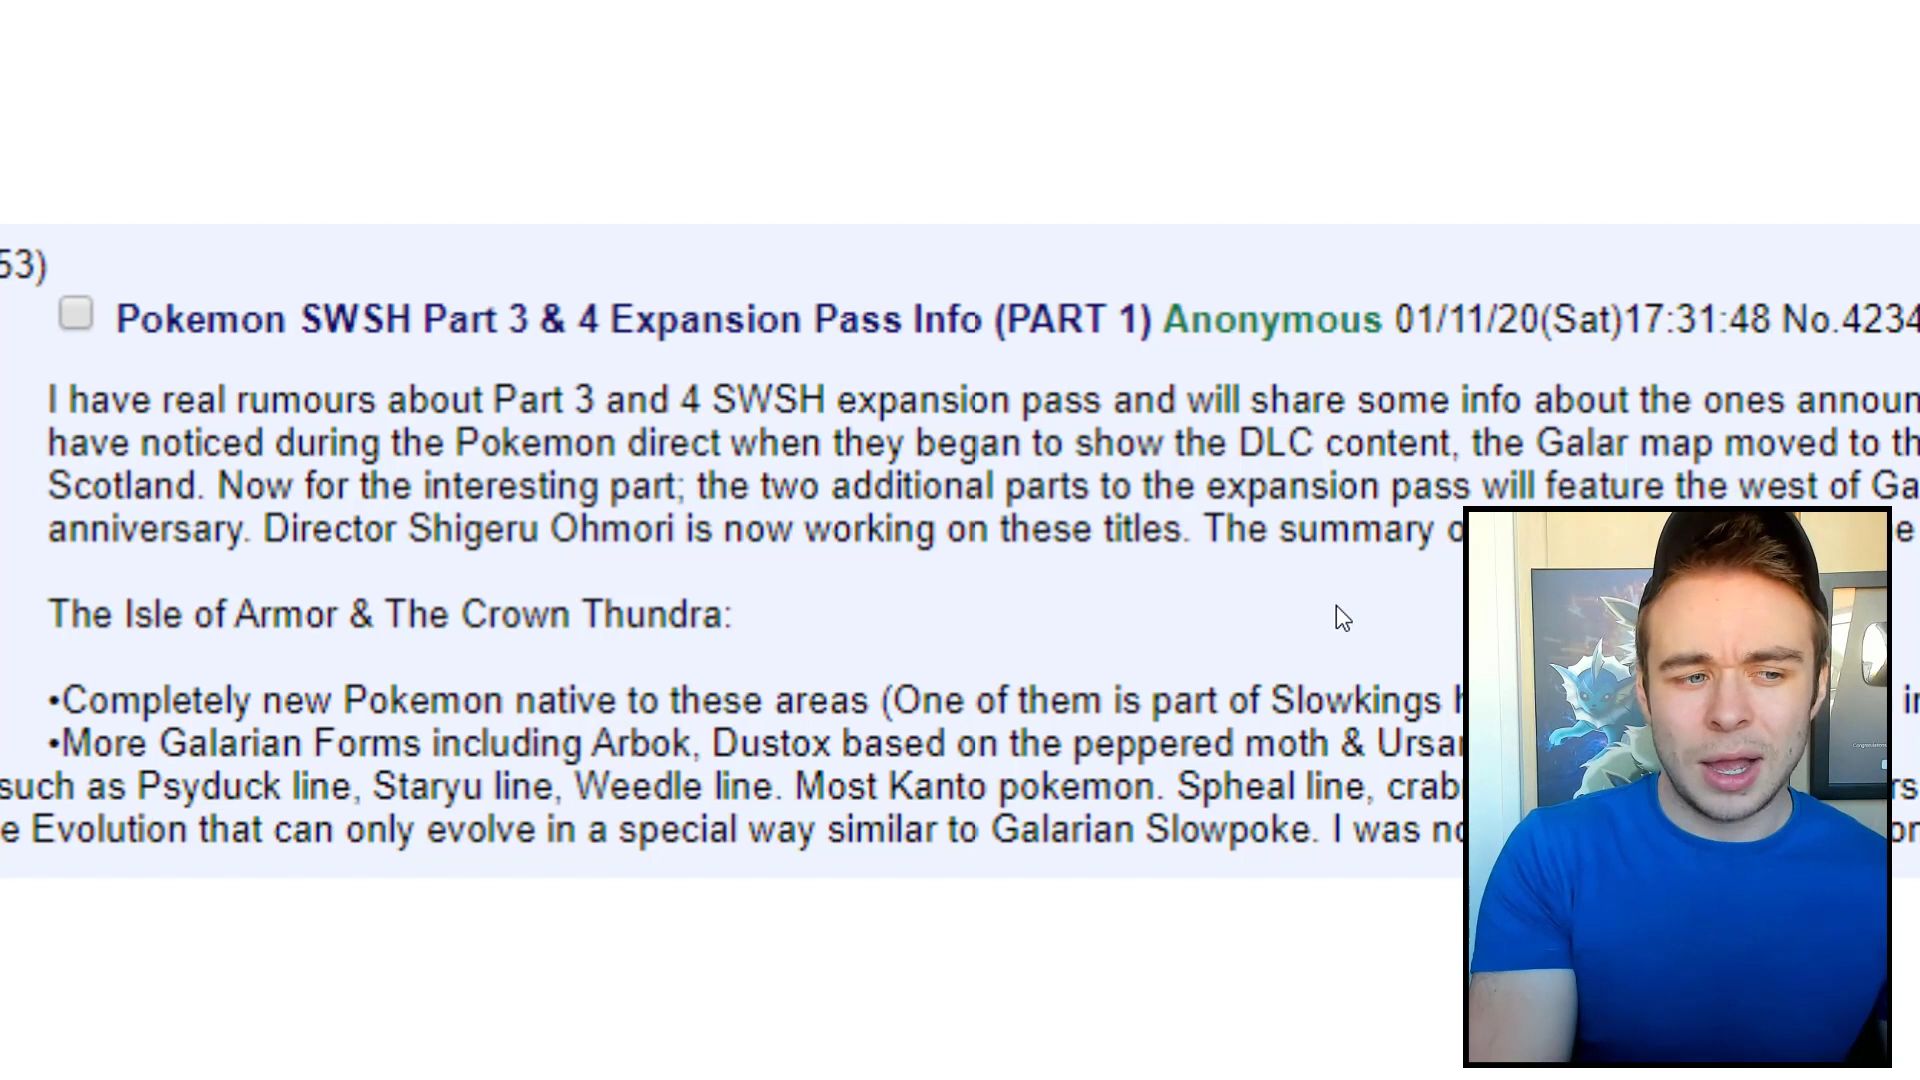 53)
Pokemon SWSH Part 3 & 4 Expansion Pass Info (PART 1) Anonymous 01/11/20(Sat)17:31:48 No.4234
I have real rumours about Part 3 and 4 SWSH expansion pass and will share some info about the ones announ
have noticed during the Pokemon direct when they began to show the DLC content, the Galar map moved to th
Scotland. Now for the interesting part; the two additional parts to the expansion pass will feature the west of Ga
anniversary. Director Shigeru Ohmori is now working on these titles. The summary o e
The Isle of Armor & The Crown Thundra:
•Completely new Pokemon native to these areas (One of them is part of Slowkings h in
•More Galarian Forms including Arbok, Dustox based on the peppered moth & Ursar
such as Psyduck line, Staryu line, Weedle line. Most Kanto pokemon. Spheal line, crab rs
e Evolution that can only evolve in a special way similar to Galarian Slowpoke. I was no or